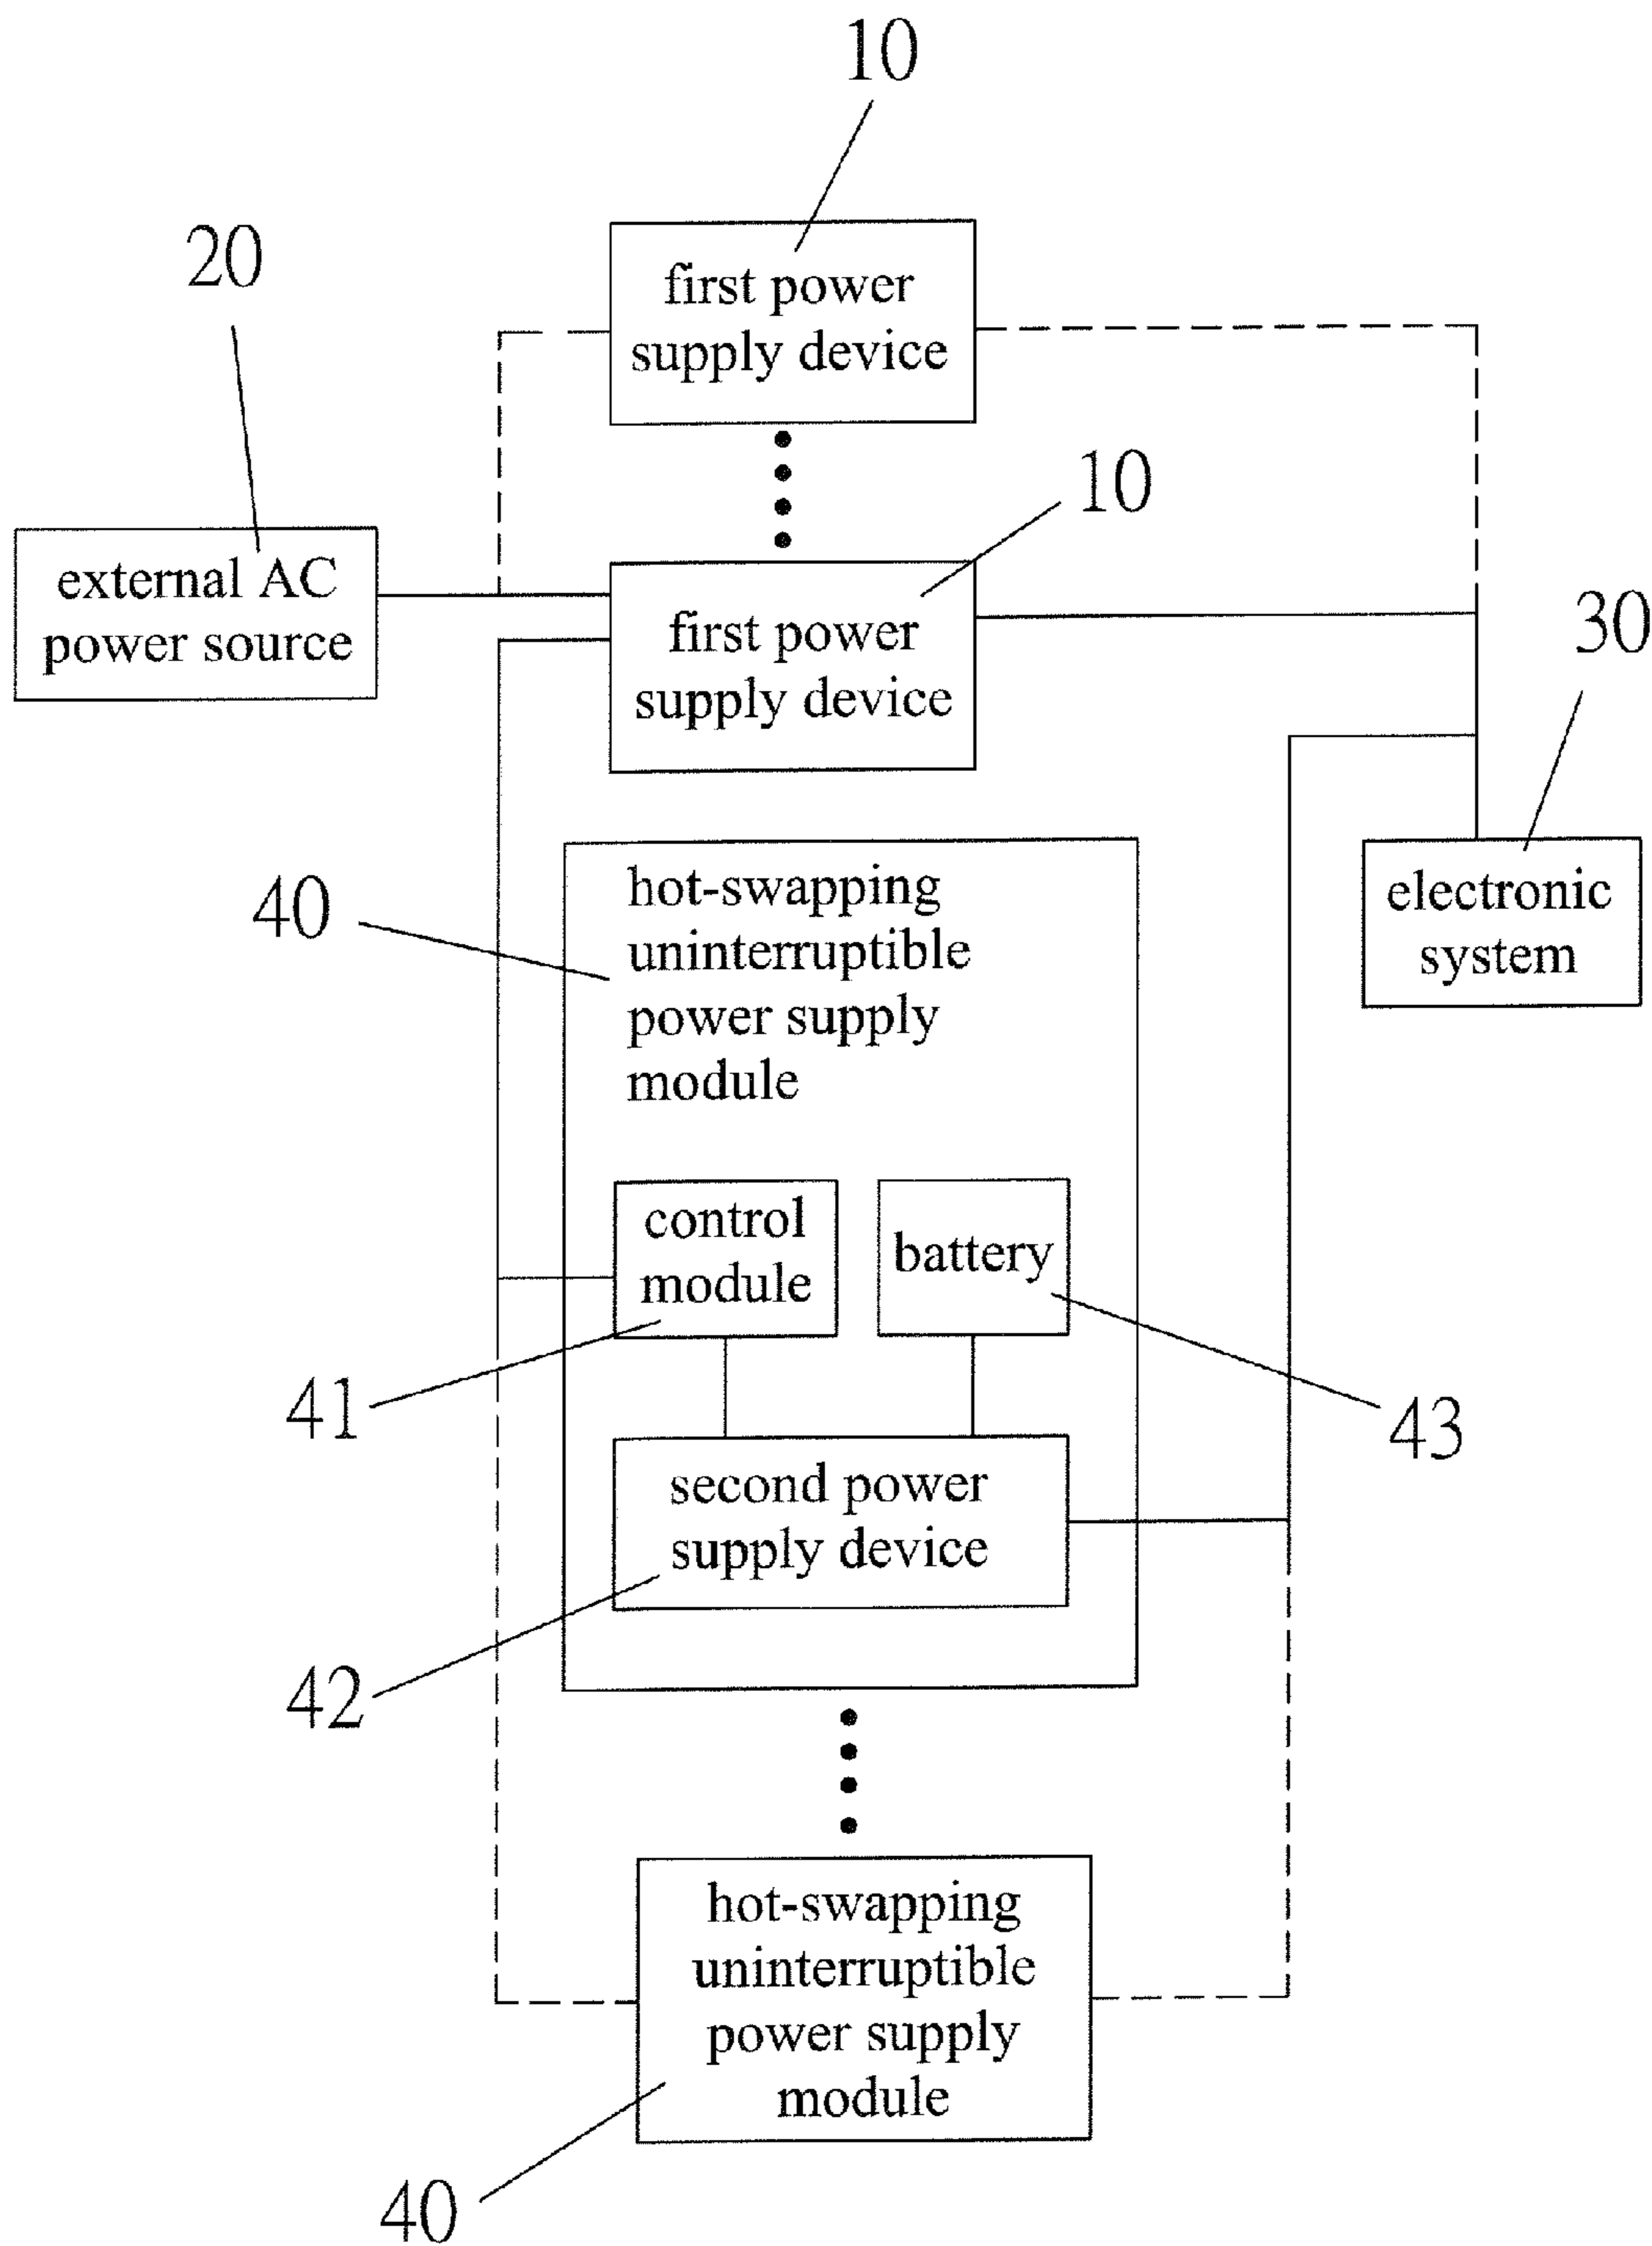 10
20
first power
supply device
10
external AC
power source
first power
supply device
30
40
hot-swapping
uninterruptible
power supply
module
electronic
system
control
module
battery
41
43
second power
supply device
42
hot-swapping
uninterruptible
power supply
module
40